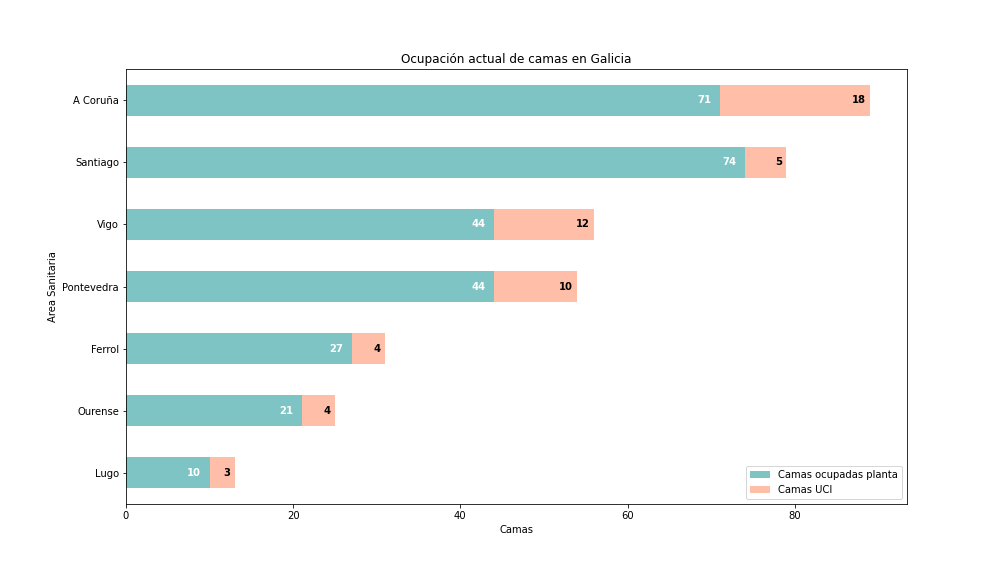 Ocupación actual de camas en Galicia
A Coruña
71
18
Santiago
74
5
Vigo
44
12
Pontevedra
44
10
Ferrol
27
4
Ourense
21
4
Lugo
10
3
Area Sanitaria
Camas ocupadas planta
Camas UCI
0 20 40 60 80
Camas